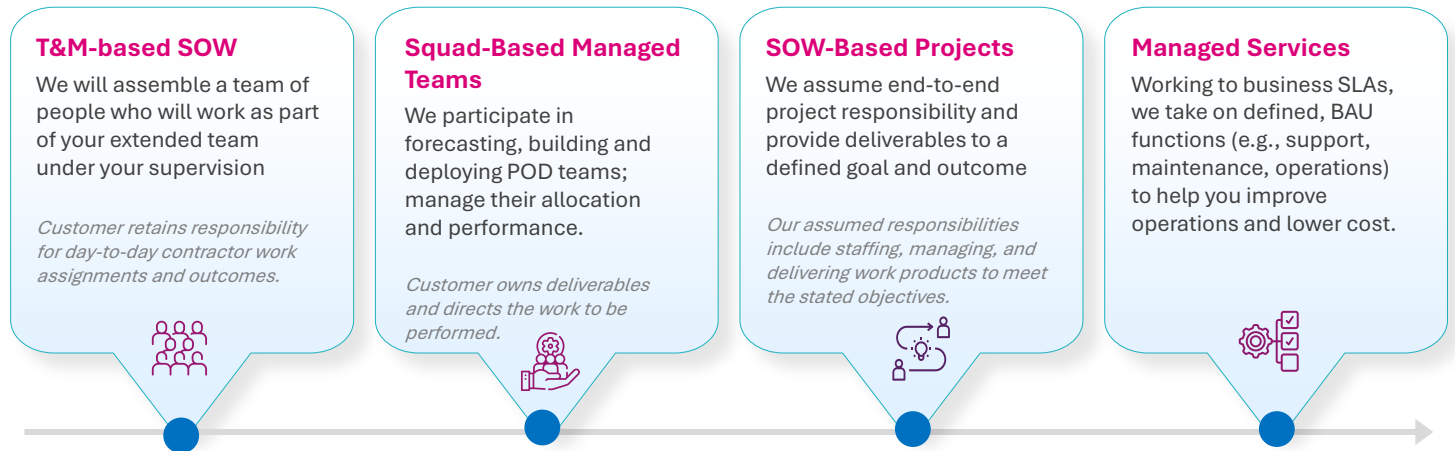 T&M-based SOW
We will assemble a team of
people who will work as part
of your extended team
under your supervision
Customer retains responsibility
for day-to-day contractor work
assignments and outcomes.
Squad-Based Managed
Teams
We participate in
forecasting, building and
deploying POD teams;
manage their allocation
and performance.
Customer owns deliverables
and directs the work to be
performed.
SOW-Based Projects
We assume end-to-end
project responsibility and
provide deliverables to a
defined goal and outcome
Our assumed responsibilities
include staffing, managing, and
delivering work products to meet
the stated objectives.
Managed Services
Working to business SLAs,
we take on defined, BAU
functions (e.g., support,
maintenance, operations)
to help you improve
operations and lower cost.